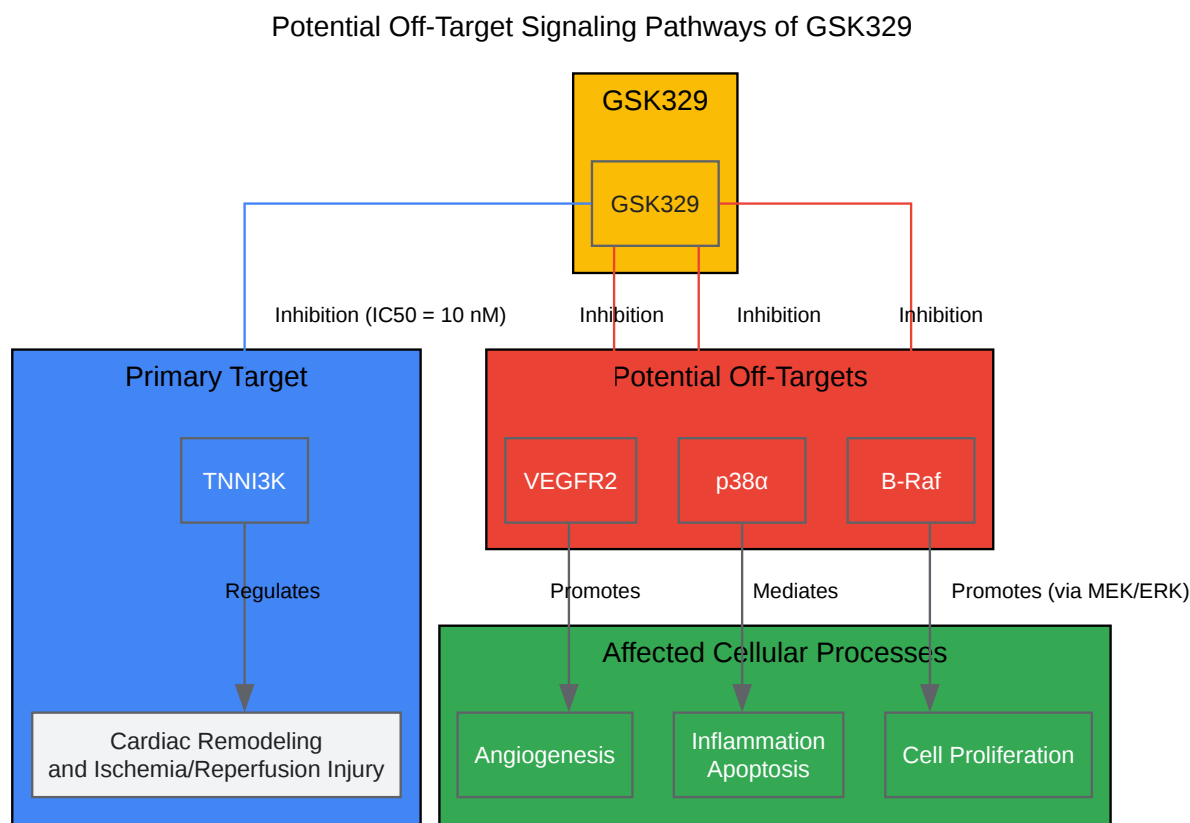 Potential Off-Target Signaling Pathways of GSK329
GSK329
GSK329
Inhibition (IC50 = 10 nM)
Inhibition
Inhibition
Inhibition
Primary Target
Potential Off-Targets
TNNI3K
VEGFR2
p38α
B-Raf
Regulates
Promotes
Mediates
Promotes (via MEK/ERK)
Affected Cellular Processes
Cardiac Remodeling
and Ischemia/Reperfusion Injury
Angiogenesis
Inflammation
Apoptosis
Cell Proliferation